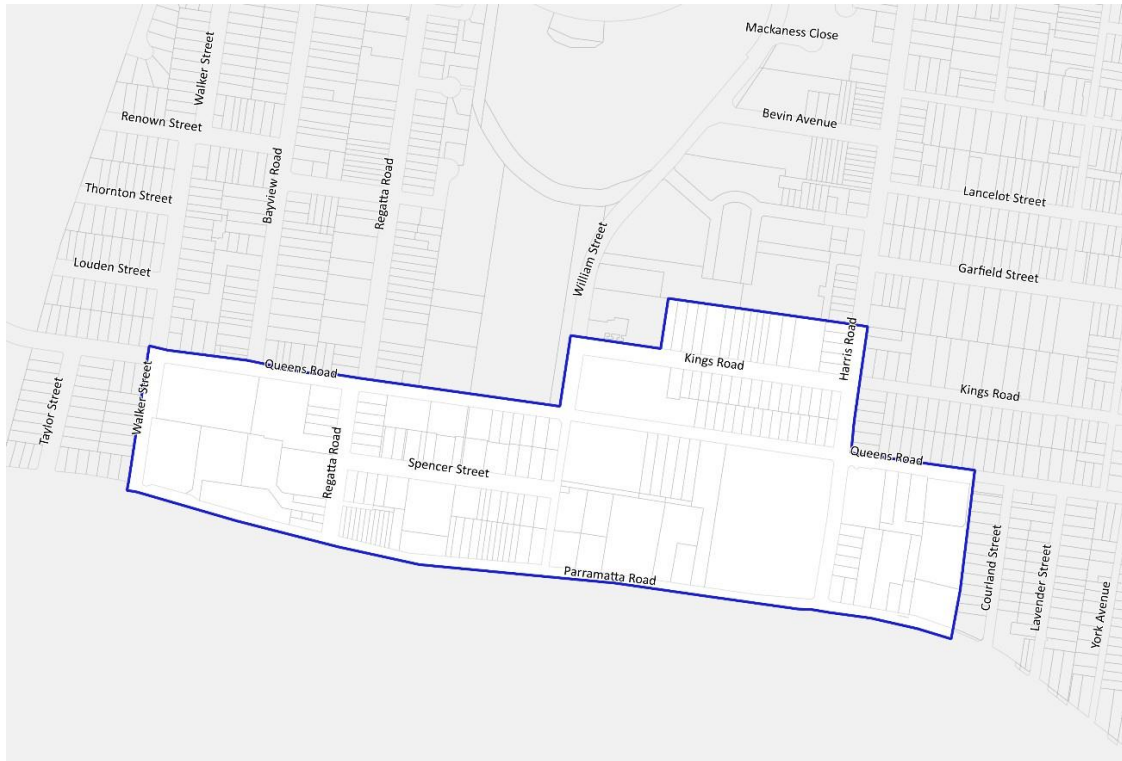 Mackaness Close
Walker Street
Renown Street
Bevin Avenue
Thornton Street
Bayview Road
Regatta Road
Lancelot Street
Louden Street
William Street
Garfield Street
Queens Road
Kings Road
Harris Road
Kings Road
Taylor Street
Walker Street
Regatta Road
Spencer Street
Queens Road
Parramatta Road
Courland Street
Lavender Street
York Avenue